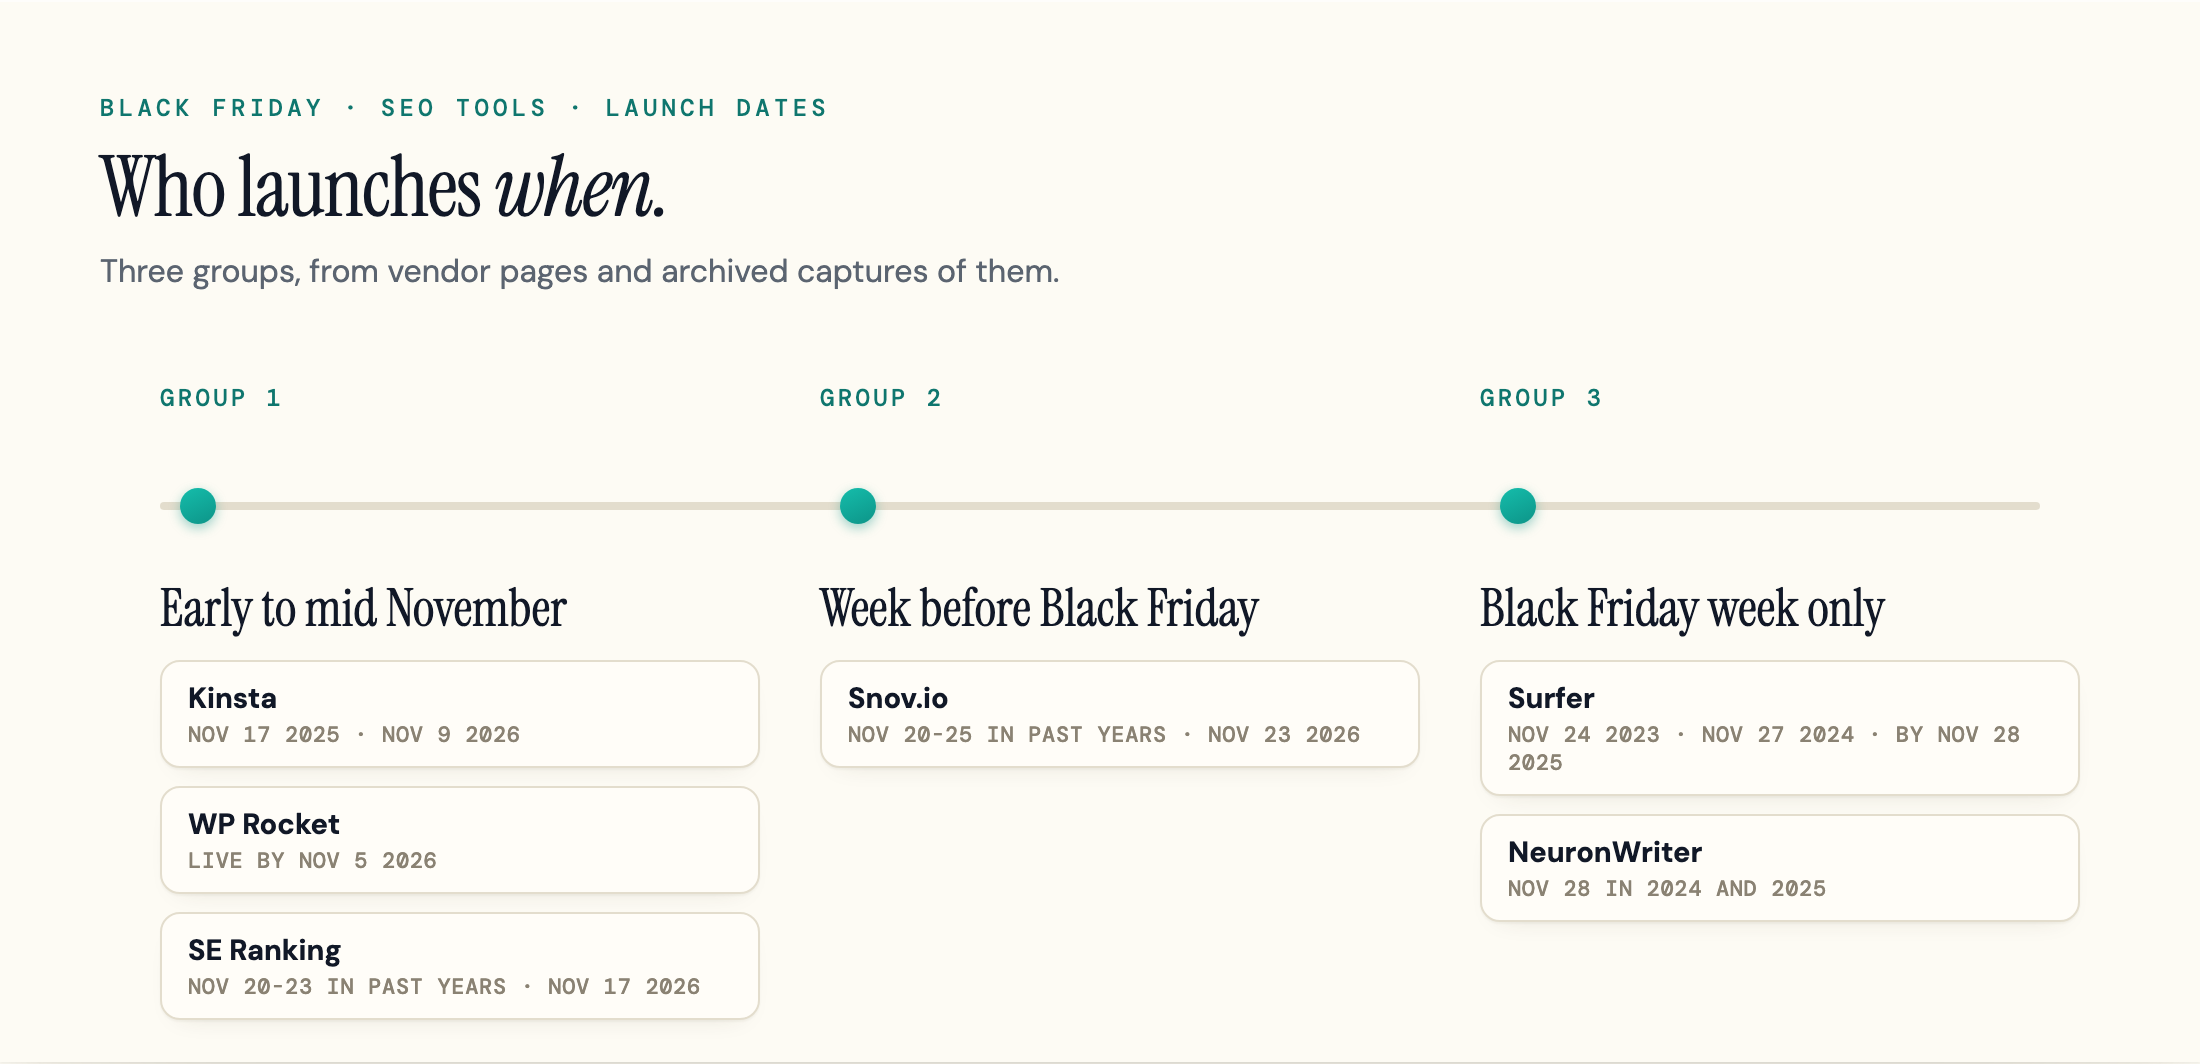 BLACK FRIDAY · SEO TOOLS · LAUNCH DATES
Who launches when.
Three groups, from vendor pages and archived captures of them.
GROUP 1
Early to mid November
Kinsta
NOV 17 2025 · NOV 9 2026
WP Rocket
LIVE BY NOV 5 2026
SE Ranking
NOV 20-23 IN PAST YEARS · NOV 17 2026
GROUP 2
Week before Black Friday
Snov.io
NOV 20-25 IN PAST YEARS · NOV 23 2026
GROUP 3
Black Friday week only
Surfer
NOV 24 2023 · NOV 27 2024 · BY NOV 28
2025
NeuronWriter
NOV 28 IN 2024 AND 2025